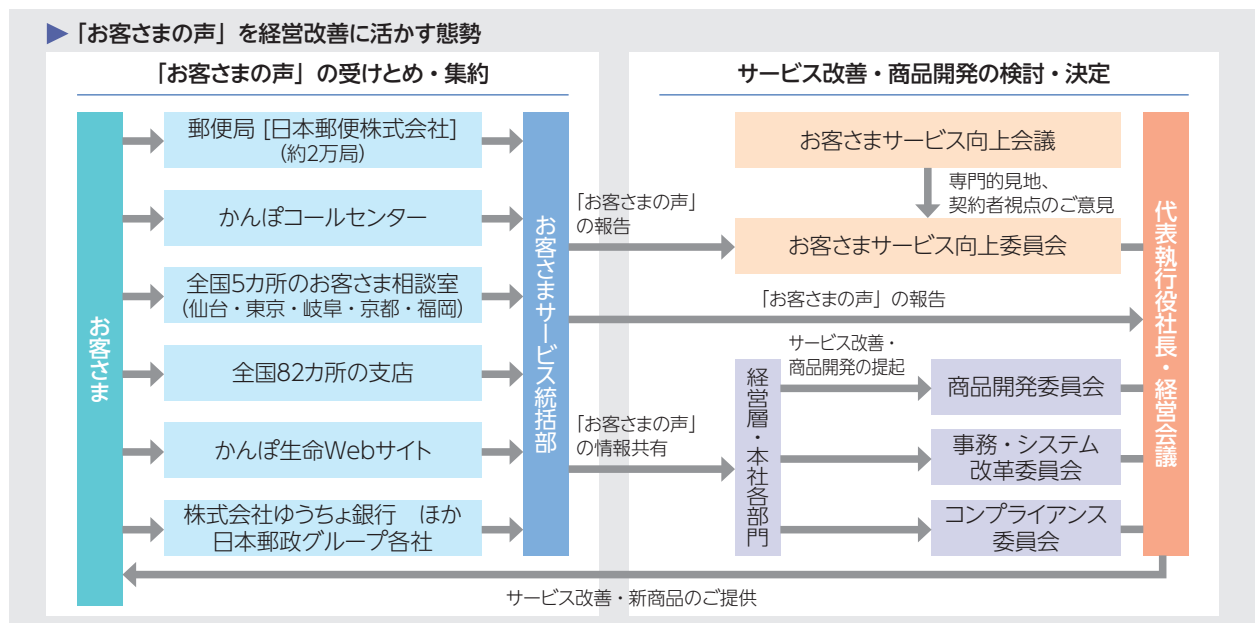 ▶「お客さまの声」を経営改善に活かす態勢
「お客さまの声」の受けとめ・集約
お客さま
郵便局 [日本郵便株式会社]
(約2万局)
かんぽコールセンター
全国5カ所のお客さま相談室
(仙台・東京・岐阜・京都・福岡)
全国82カ所の支店
かんぽ生命Webサイト
株式会社ゆうちょ銀行　ほか
日本郵政グループ各社
お客さまサービス統括部
「お客さまの声」
の報告
「お客さまの声」
の情報共有
サービス改善・商品開発の検討・決定
お客さまサービス向上会議
専門的見地、
契約者視点のご意見
お客さまサービス向上委員会
「お客さまの声」の報告
経営層・本社各部門
サービス改善・
商品開発の提起
商品開発委員会
事務・システム
改革委員会
コンプライアンス
委員会
代表執行役社長・経営会議
サービス改善・新商品のご提供